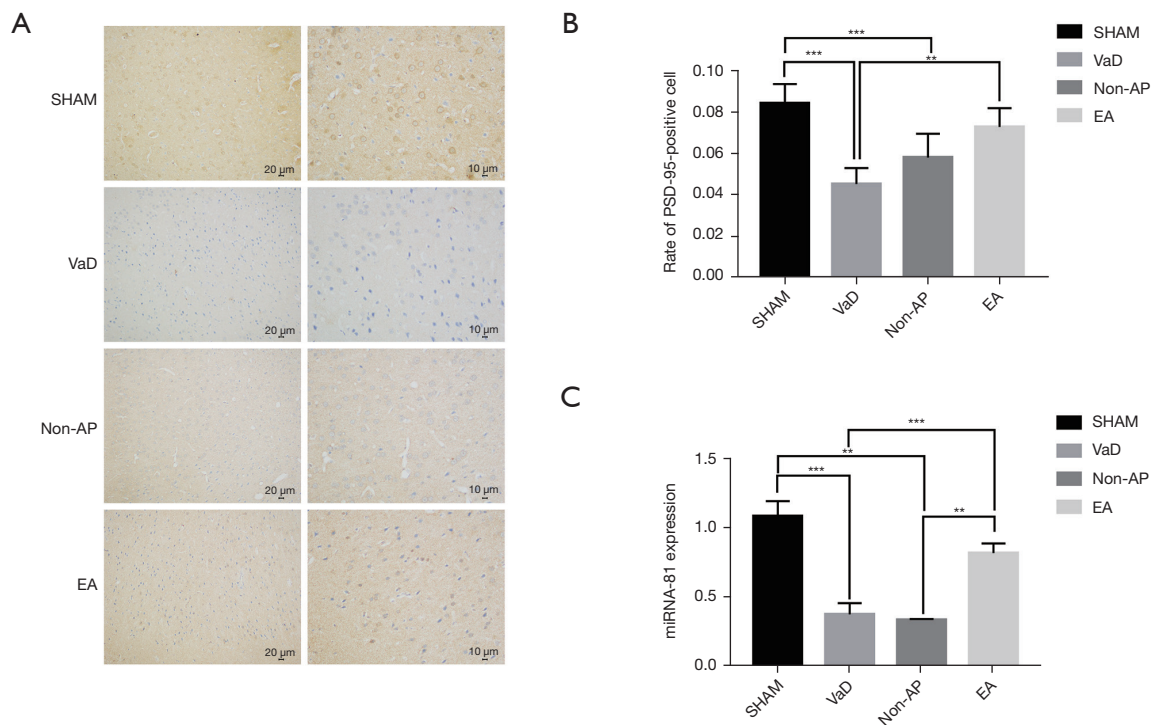 A
SHAM
20 µm
10 µm
VaD
20 µm
10 µm
Non-AP
20 µm
10 µm
EA
20 µm
10 µm
B
Rate of PSD-95-positive cell
0.10
0.08
0.06
0.04
0.02
0.00
***
***
**
SHAM
VaD
Non-AP
EA
SHAM
VaD
Non-AP
EA
C
miRNA-81 expression
1.5
1.0
0.5
0.0
***
**
***
**
SHAM
VaD
Non-AP
EA
SHAM
VaD
Non-AP
EA